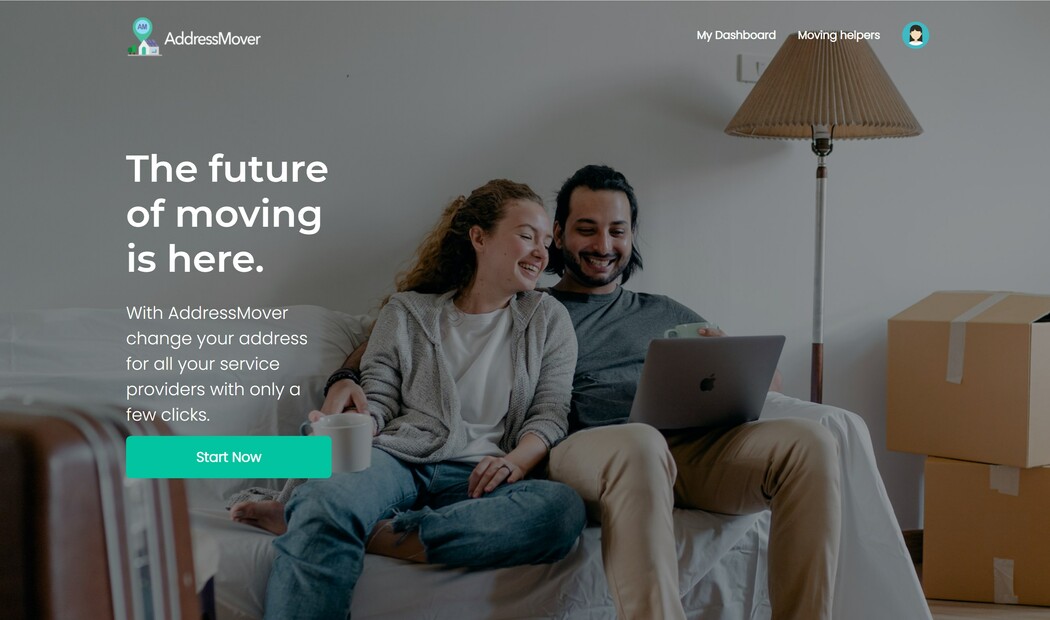 AM
AddressMover
My Dashboard
Moving helpers
The future
of moving
is here.
With AddressMover
change your address
for all your service
providers with only a
few clicks.
Start Now